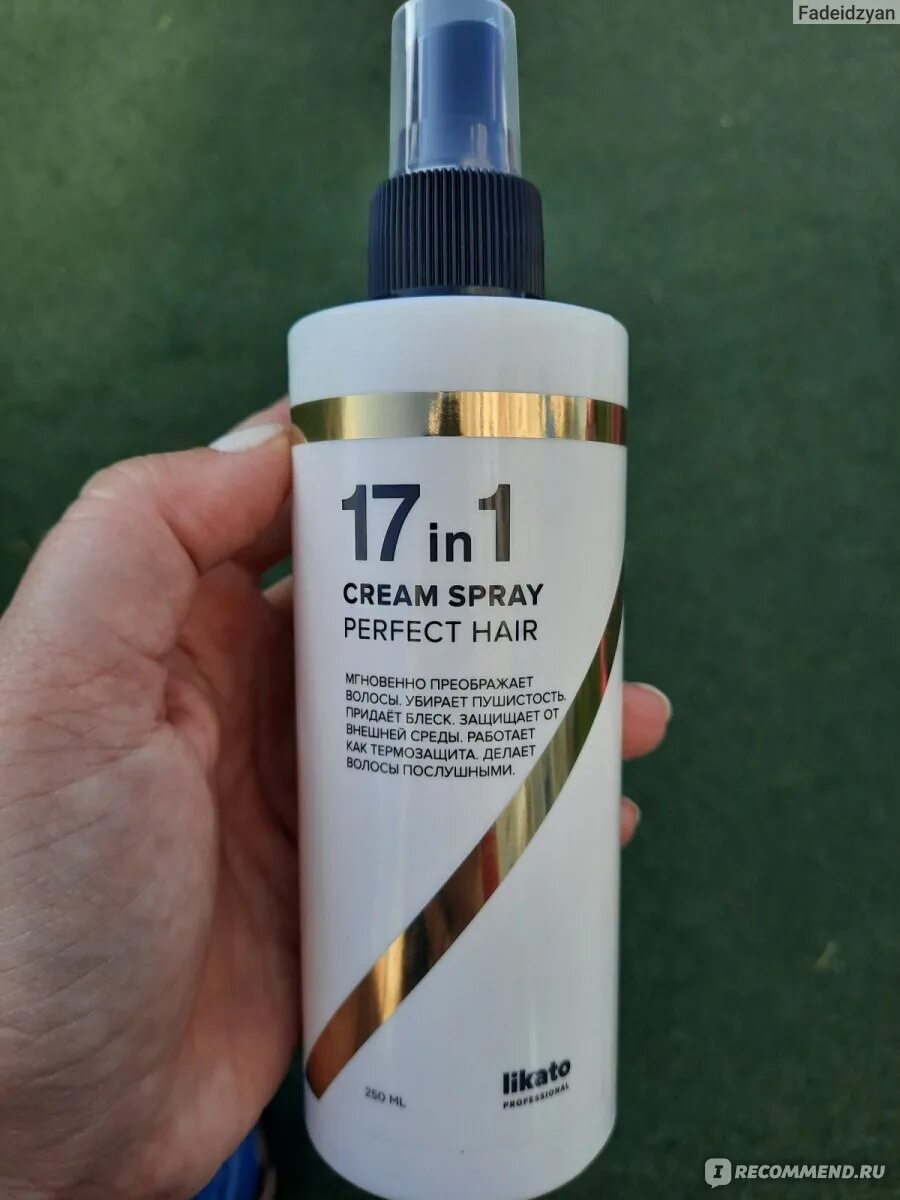 Fadeidzyan
17 in 1
CREAM SPRAY
PERFECT HAIR
МГНОВЕННО ПРЕОБРАЖАЕТ
ВОЛОСЫ. УБИРАЕТ ПУШИСТОСТЬ.
ПРИДАЁТ БЛЕСК. ЗАЩИЩАЕТ ОТ
ВНЕШНЕЙ СРЕДЫ. РАБОТАЕТ
КАК ТЕРМОЗАЩИТА. ДЕЛАЕТ
ВОЛОСЫ ПОСЛУШНЫМИ.
likato
PROFESSIONAL
250 ML
I RECOMMEND.RU